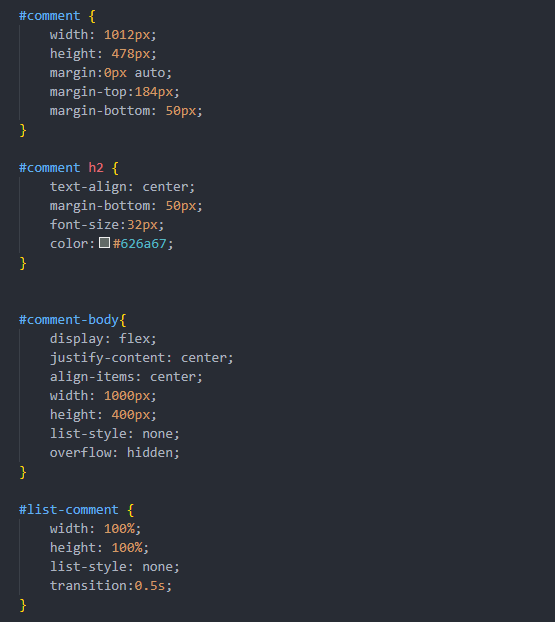 #comment {
    width: 1012px;
    height: 478px;
    margin:0px auto;
    margin-top:184px;
    margin-bottom: 50px;
}

#comment h2 {
    text-align: center;
    margin-bottom: 50px;
    font-size:32px;
    color:#626a67;
}


#comment-body{
    display: flex;
    justify-content: center;
    align-items: center;
    width: 1000px;
    height: 400px;
    list-style: none;
    overflow: hidden;
}

#list-comment {
    width: 100%;
    height: 100%;
    list-style: none;
    transition:0.5s;
}